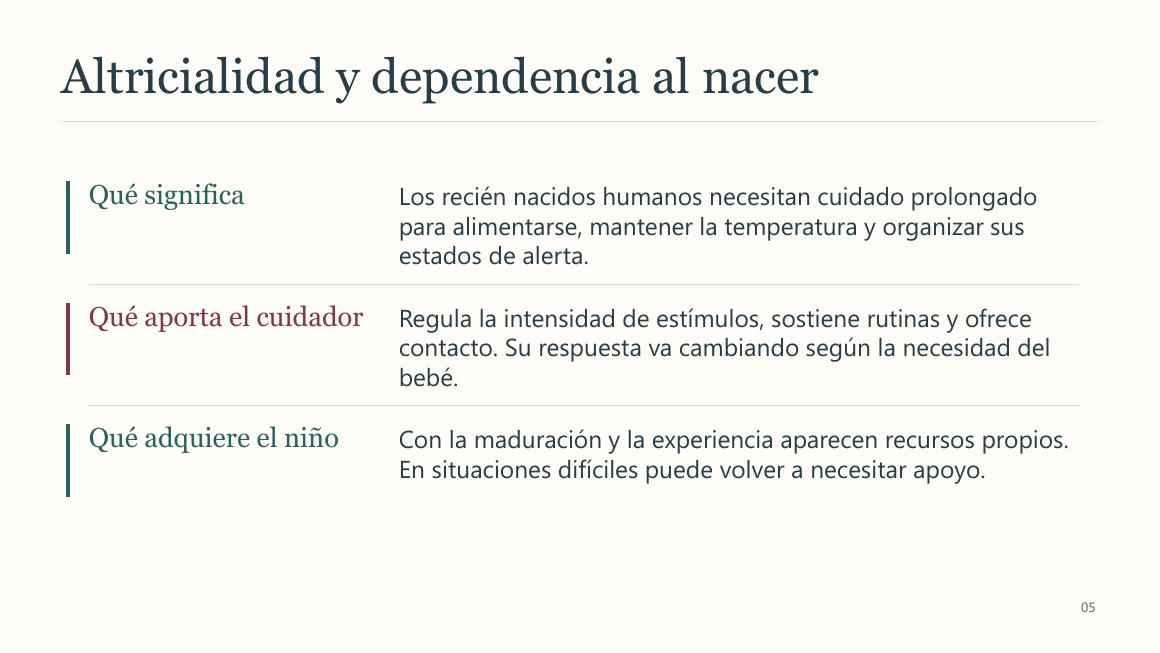 Altricialidad y dependencia al nacer
Qué significa
Los recién nacidos humanos necesitan cuidado prolongado
para alimentarse, mantener la temperatura y organizar sus
estados de alerta.
Qué aporta el cuidador
Regula la intensidad de estímulos, sostiene rutinas y ofrece
contacto. Su respuesta va cambiando según la necesidad del
bebé.
Qué adquiere el niño
Con la maduración y la experiencia aparecen recursos propios.
En situaciones difíciles puede volver a necesitar apoyo.
05